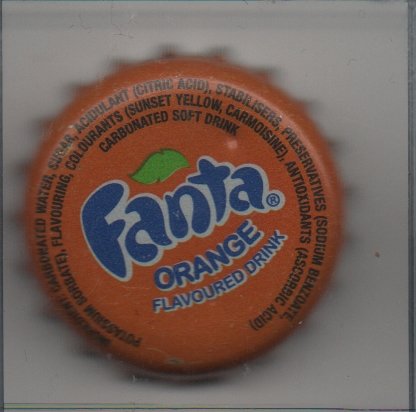 INGREDIENTS: CARBONATED WATER, SUGAR, ACIDULANT (CITRIC ACID), STABILISERS, PRESERVATIVES (SODIUM BENZOATE,
POTASSIUM SORBATE), FLAVOURING, COLOURANTS (SUNSET YELLOW, CARMOISINE), ANTIOXIDANTS (ASCORBIC ACID)
CARBONATED SOFT DRINK
Fanta®
ORANGE
FLAVOURED DRINK